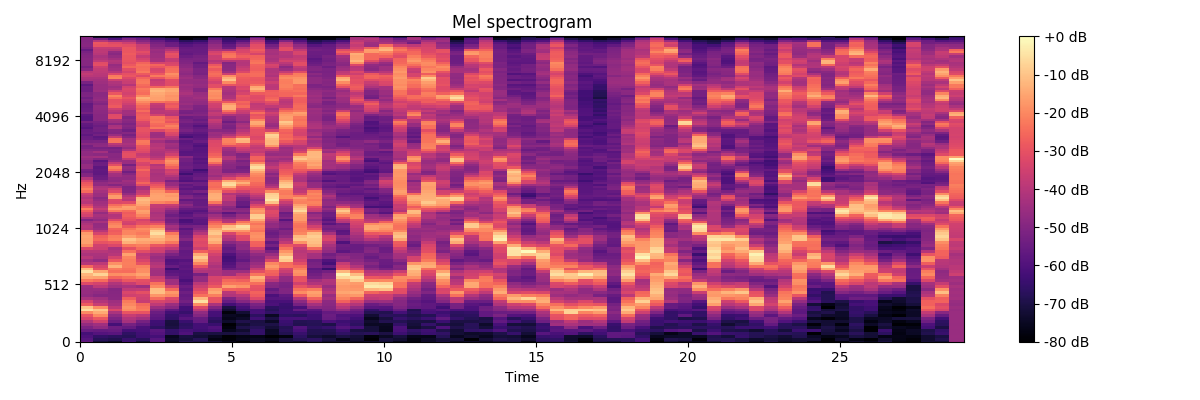 Mel spectrogram
Hz
8192
4096
2048
1024
512
0
0 5 10 15 20 25
Time
+0 dB
-10 dB
-20 dB
-30 dB
-40 dB
-50 dB
-60 dB
-70 dB
-80 dB